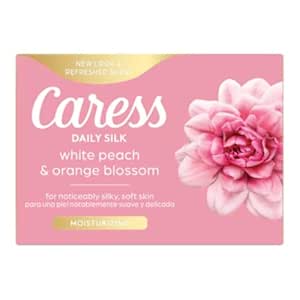 NEW LOOK &
REFRESHED SCENT
Caress
DAILY SILK
white peach
& orange blossom
for noticeably silky, soft skin
para una piel notablemente suave y delicada
MOISTURIZING